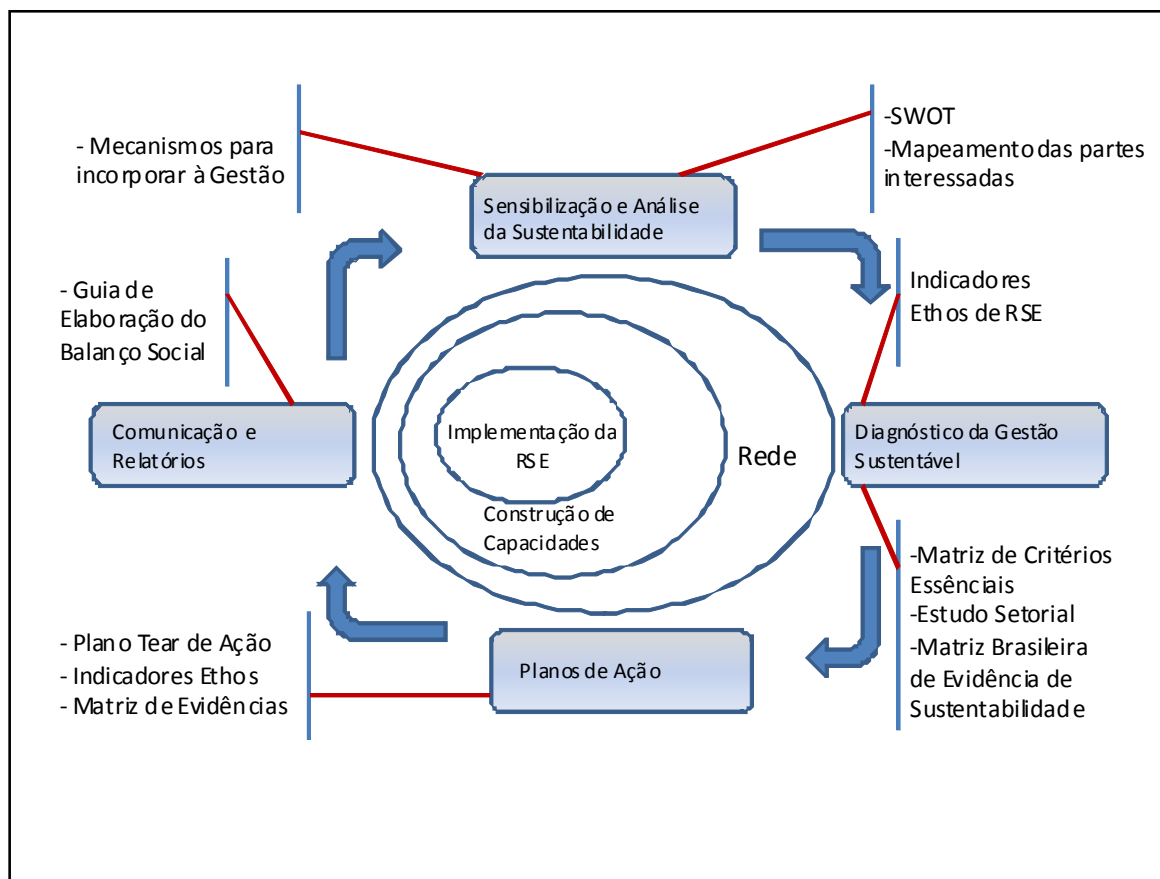 - Mecanismos para
incorporar à Gestão
-SWOT
-Mapeamento das partes
interessadas
Sensibilização e Análise
da Sustentabilidade
- Guia de
Elaboração do
Balanço Social
Indicadores
Ethos de RSE
Comunicação e
Relatórios
Implementação da
RSE
Rede
Construção de
Capacidades
Diagnóstico da Gestão
Sustentável
-Matriz de Critérios
Essênciais
-Estudo Setorial
-Matriz Brasileira
de Evidência de
Sustentabilidade
- Plano Tear de Ação
- Indicadores Ethos
- Matriz de Evidências
Planos de Ação